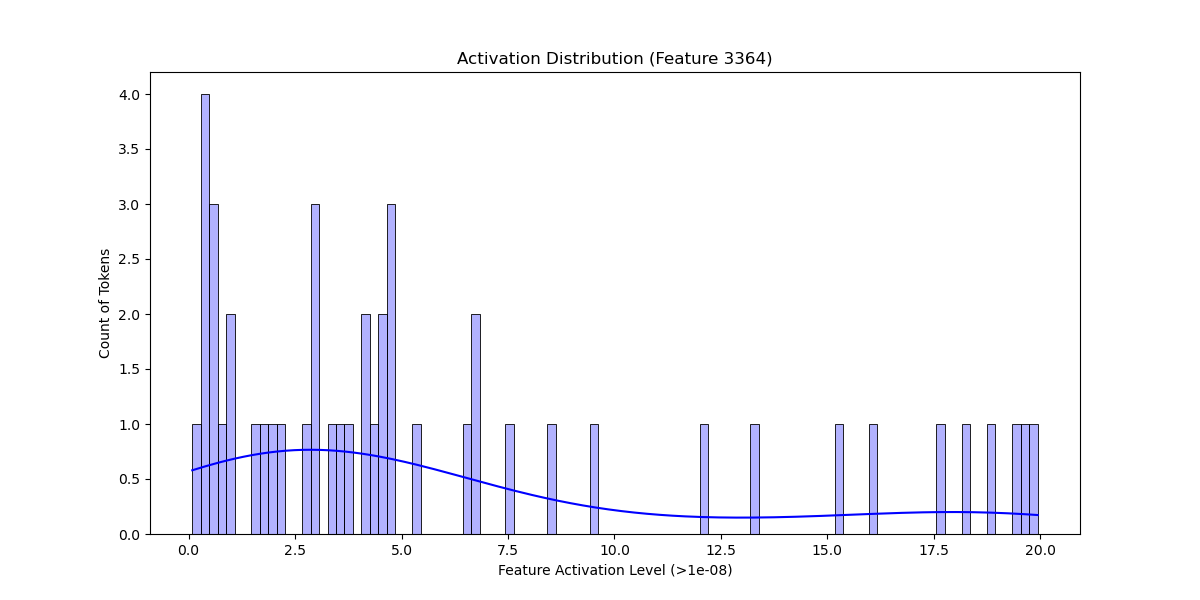 Activation Distribution (Feature 3364)
4.0
3.5
3.0
2.5
2.0
1.5
1.0
0.5
0.0
Count of Tokens
0.0 2.5 5.0 7.5 10.0 12.5 15.0 17.5 20.0
Feature Activation Level (>1e-08)